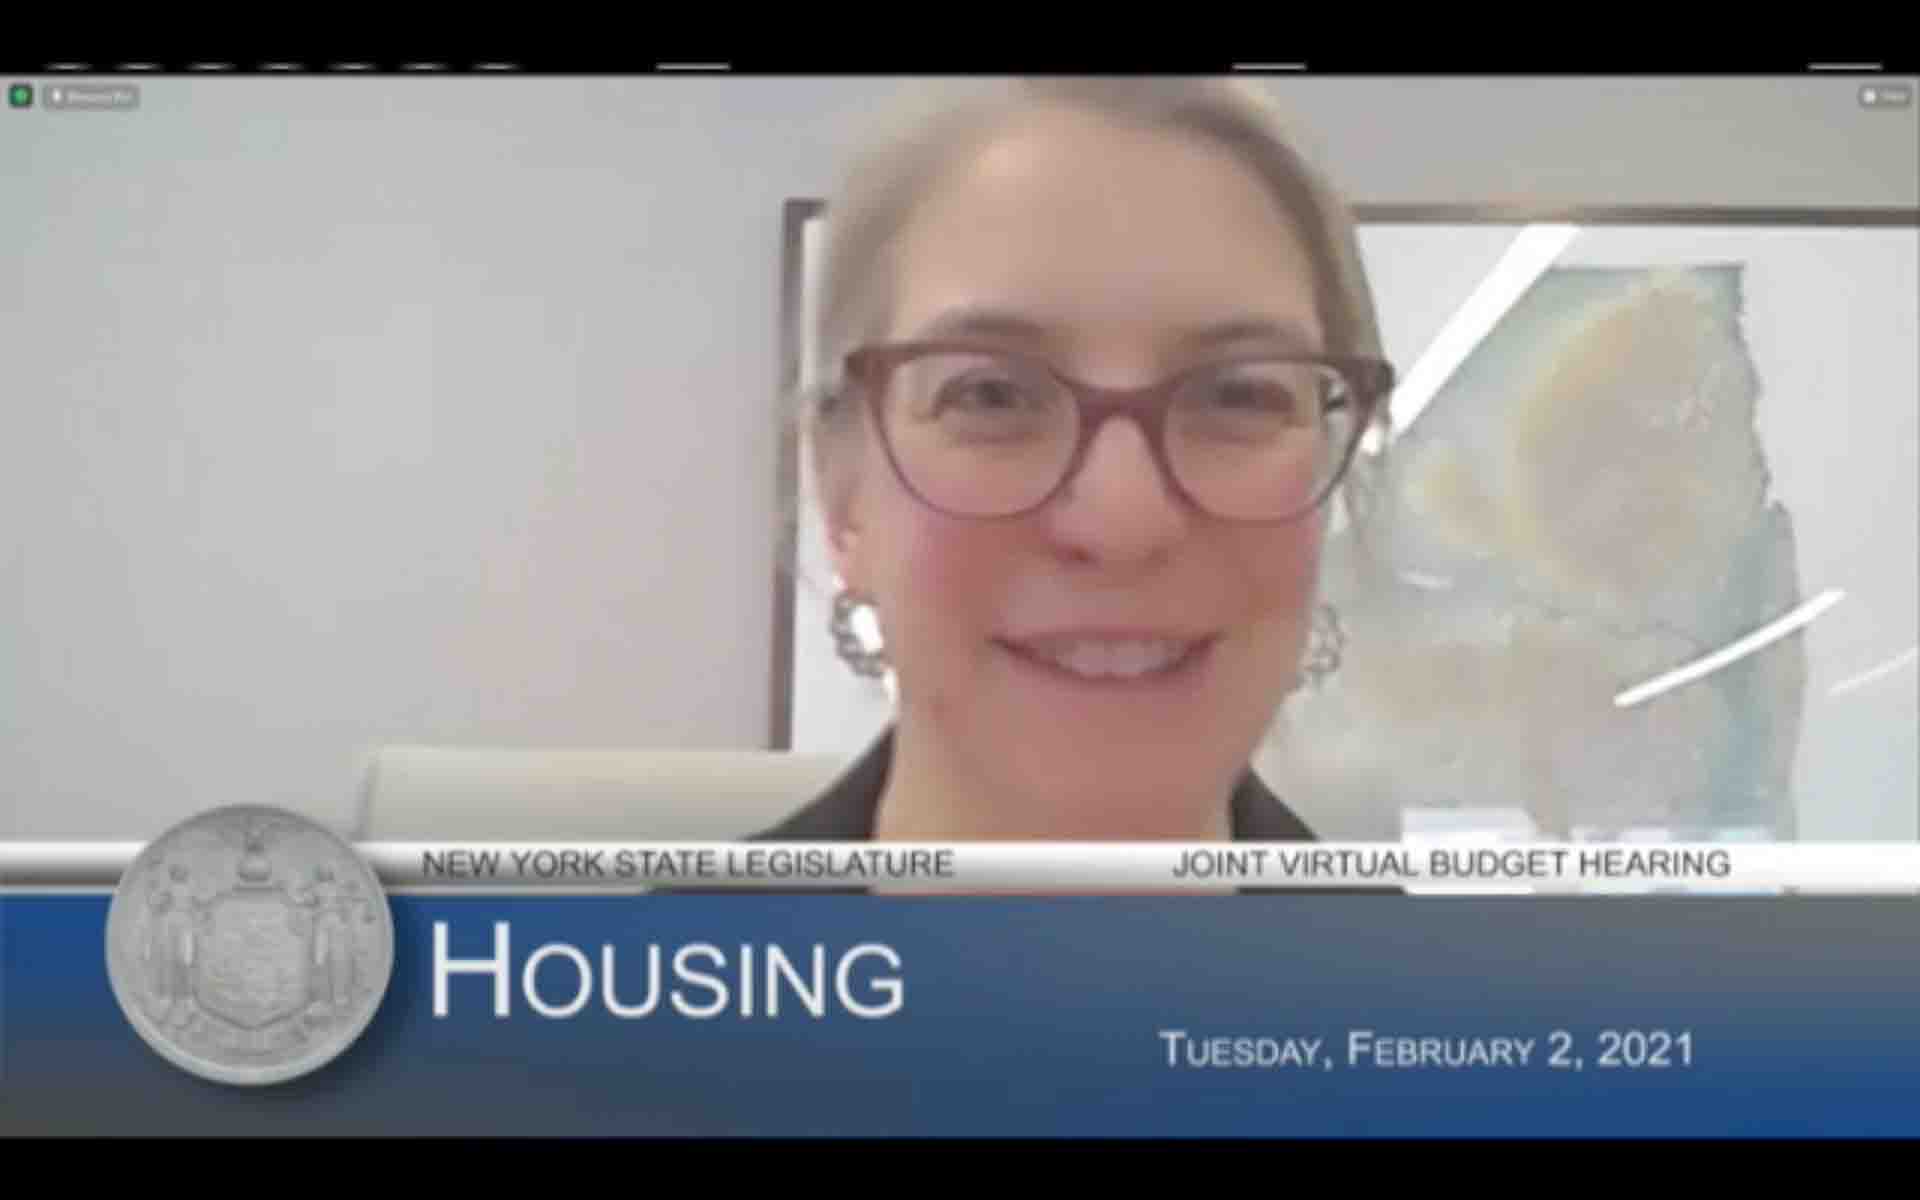 NEW YORK STATE LEGISLATURE
JOINT VIRTUAL BUDGET HEARING
HOUSING
TUESDAY, FEBRUARY 2, 2021